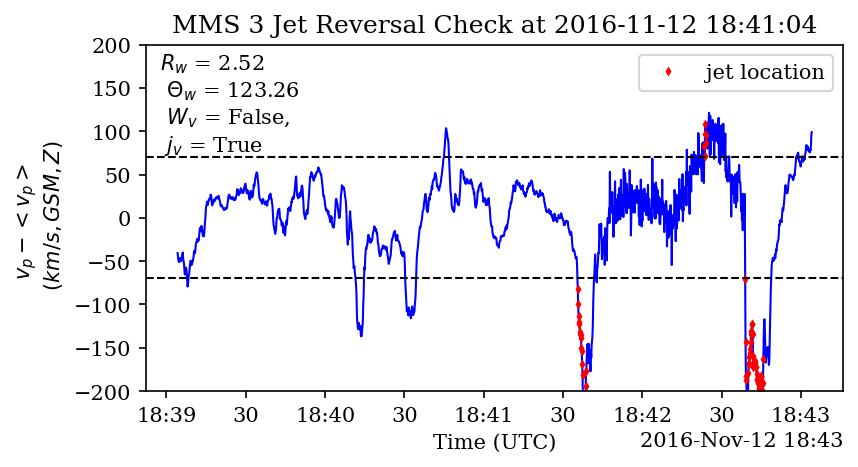 MMS 3 Jet Reversal Check at 2016-11-12 18:41:04
R_w = 2.52
Θ_w = 123.26
W_v = False,
j_v = True
jet location
200
150
100
50
0
−50
−100
−150
−200
v_p − < v_p >
(km/s, GSM, Z)
18:39 30 18:40 30 18:41 30 18:42 30 18:43
Time (UTC)
2016-Nov-12 18:43